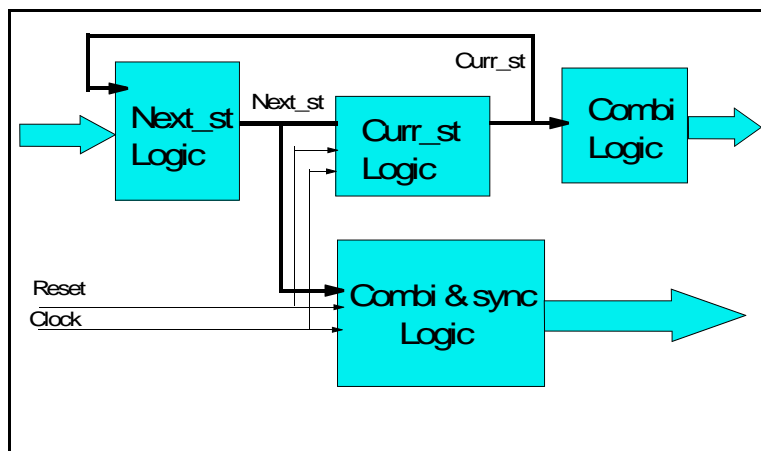 Curr_st
Next_st
Next_st
Logic
Curr_st
Logic
Combi
Logic
Reset
Clock
Combi & sync
Logic